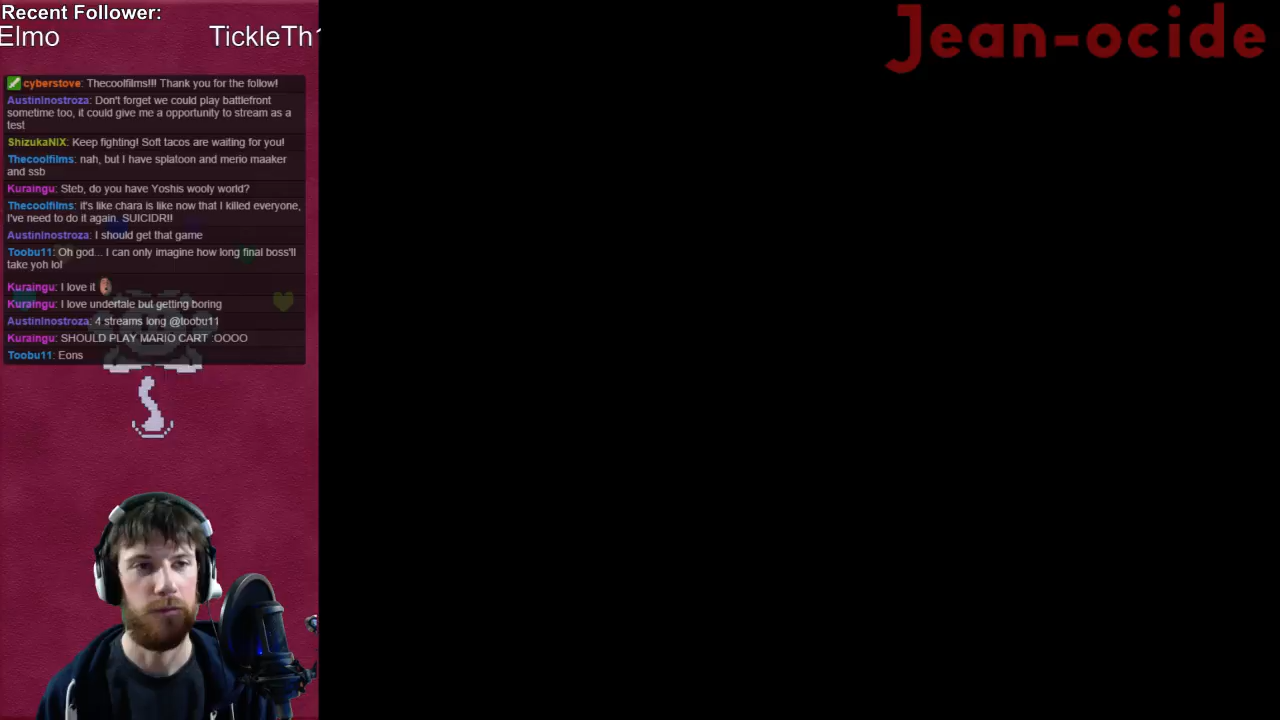 Recent Follower:
Elmo TickleTh
Jean-ocide
cyberstove: Thecoolfilms!!! Thank you for the follow!
AustinInostroza: Don't forget we could play battlefront
sometime too, it could give me a opportunity to stream as a
test
ShizukaNIX: Keep fighting! Soft tacos are waiting for you!
Thecoolfilms: nah, but I have splatoon and merio maaker
and ssb
Kuraingu: Steb, do you have Yoshis wooly world?
Thecoolfilms: it's like chara is like now that I killed everyone,
I've need to do it again. SUICIDR!!
AustinInostroza: I should get that game
Toobu11: Oh god... I can only imagine how long final boss'll
take yoh lol
Kuraingu: I love it
Kuraingu: I love undertale but getting boring
AustinInostroza: 4 streams long @toobu11
Kuraingu: SHOULD PLAY MARIO CART :OOOO
Toobu11: Eons